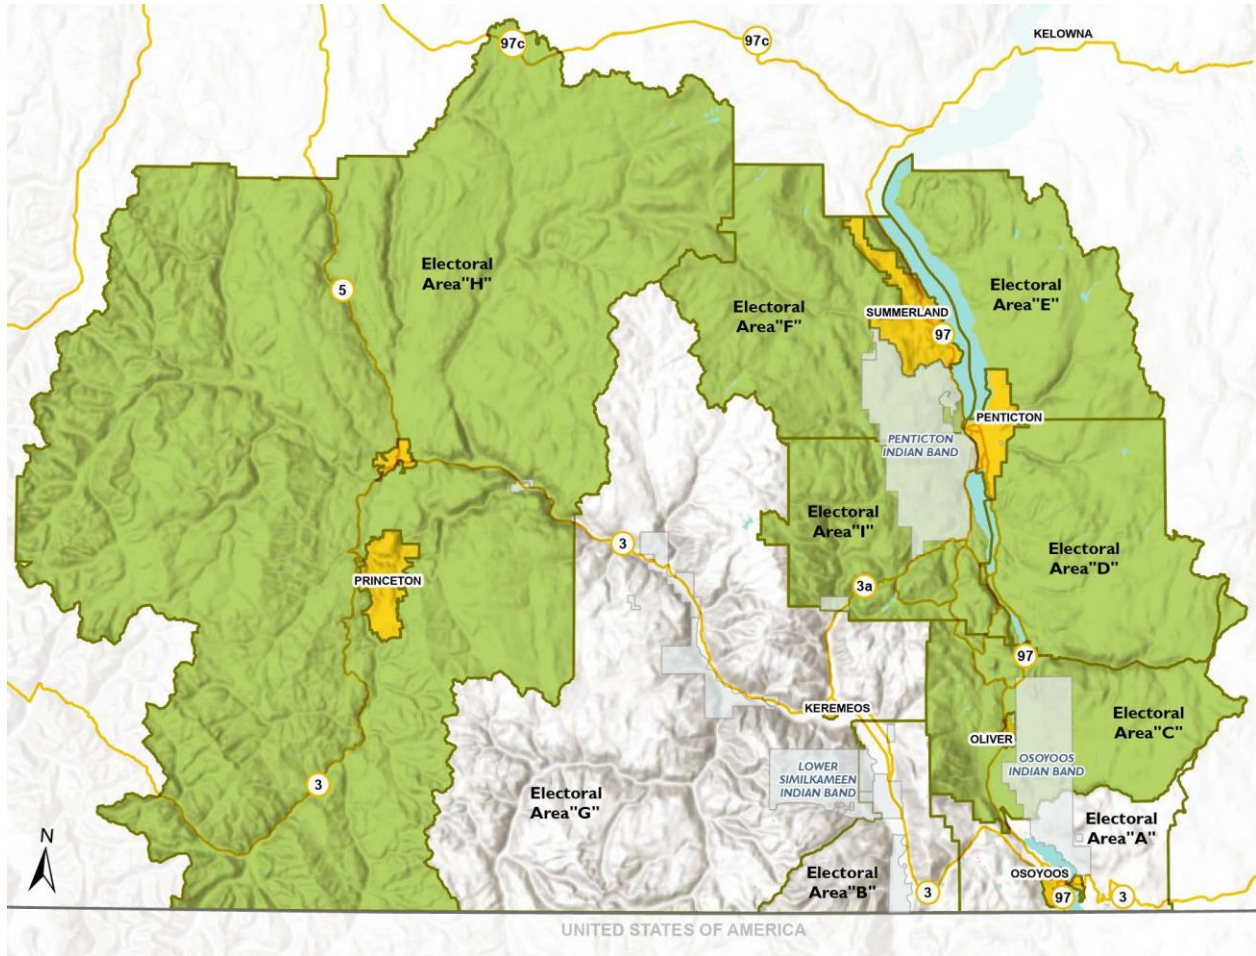 97c
97c
KELOWNA
Electoral
Area"H"
5
Electoral
Area"F"
SUMMERLAND
97
Electoral
Area"E"
PENTICTON
PENTICTON
INDIAN BAND
Electoral
Area"I"
3
3a
Electoral
Area"D"
PRINCETON
97
KEREMEOS
OLIVER
Electoral
Area"C"
OSOYOOS
INDIAN BAND
LOWER
SIMILKAMEEN
INDIAN BAND
3
Electoral
Area"G"
Electoral
Area"A"
N
Electoral
Area"B"
OSOYOOS
3
97
3
UNITED STATES OF AMERICA